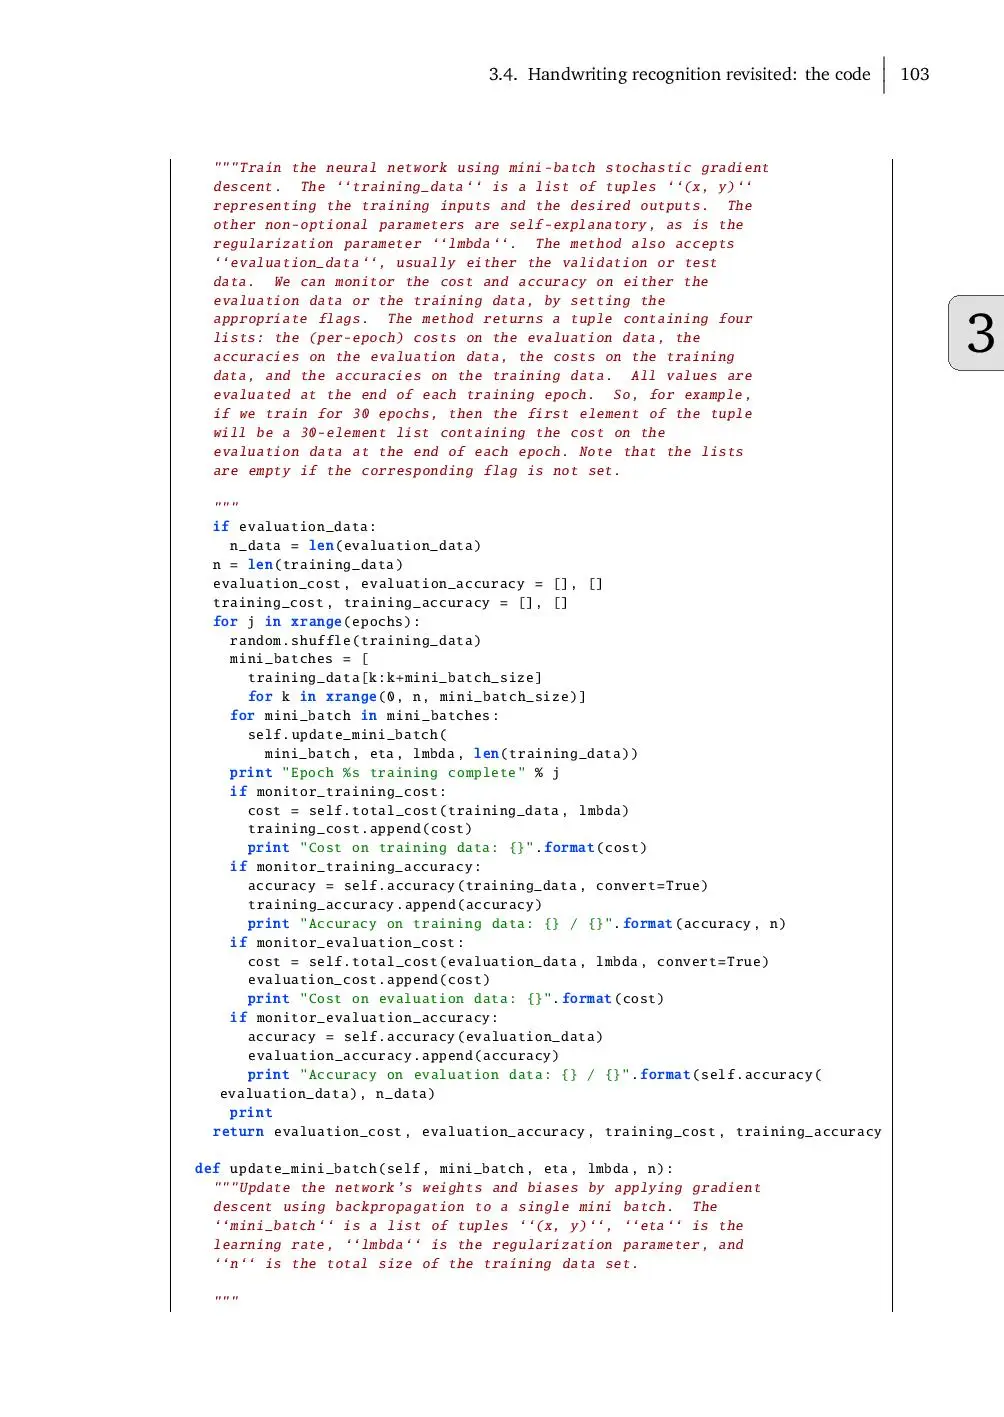 3.4. Handwriting recognition revisited: the code 103
3
"""Train the neural network using mini-batch stochastic gradient
descent.  The ‘‘training_data‘‘ is a list of tuples ‘‘(x, y)‘‘
representing the training inputs and the desired outputs.  The
other non-optional parameters are self-explanatory, as is the
regularization parameter ‘‘lmbda‘‘.  The method also accepts
‘‘evaluation_data‘‘, usually either the validation or test
data.  We can monitor the cost and accuracy on either the
evaluation data or the training data, by setting the
appropriate flags.  The method returns a tuple containing four
lists: the (per-epoch) costs on the evaluation data, the
accuracies on the evaluation data, the costs on the training
data, and the accuracies on the training data.  All values are
evaluated at the end of each training epoch.  So, for example,
if we train for 30 epochs, then the first element of the tuple
will be a 30-element list containing the cost on the
evaluation data at the end of each epoch. Note that the lists
are empty if the corresponding flag is not set.
"""
if evaluation_data:
  n_data = len(evaluation_data)
n = len(training_data)
evaluation_cost, evaluation_accuracy = [], []
training_cost, training_accuracy = [], []
for j in xrange(epochs):
  random.shuffle(training_data)
  mini_batches = [
    training_data[k:k+mini_batch_size]
    for k in xrange(0, n, mini_batch_size)]
  for mini_batch in mini_batches:
    self.update_mini_batch(
      mini_batch, eta, lmbda, len(training_data))
  print "Epoch %s training complete" % j
  if monitor_training_cost:
    cost = self.total_cost(training_data, lmbda)
    training_cost.append(cost)
    print "Cost on training data: {}".format(cost)
  if monitor_training_accuracy:
    accuracy = self.accuracy(training_data, convert=True)
    training_accuracy.append(accuracy)
    print "Accuracy on training data: {} / {}".format(accuracy, n)
  if monitor_evaluation_cost:
    cost = self.total_cost(evaluation_data, lmbda, convert=True)
    evaluation_cost.append(cost)
    print "Cost on evaluation data: {}".format(cost)
  if monitor_evaluation_accuracy:
    accuracy = self.accuracy(evaluation_data)
    evaluation_accuracy.append(accuracy)
    print "Accuracy on evaluation data: {} / {}".format(self.accuracy(
evaluation_data), n_data)
  print
return evaluation_cost, evaluation_accuracy, training_cost, training_accuracy
def update_mini_batch(self, mini_batch, eta, lmbda, n):
"""Update the network’s weights and biases by applying gradient
descent using backpropagation to a single mini batch.  The
‘‘mini_batch‘‘ is a list of tuples ‘‘(x, y)‘‘, ‘‘eta‘‘ is the
learning rate, ‘‘lmbda‘‘ is the regularization parameter, and
‘‘n‘‘ is the total size of the training data set.
"""